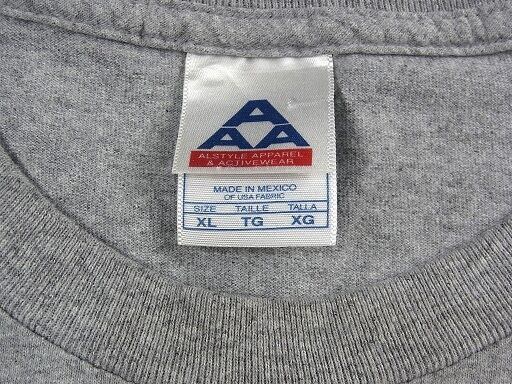 A
A A
ALSTYLE APPAREL
& ACTIVEWEAR
MADE IN MEXICO
OF USA FABRIC
SIZE TAILLE TALLA
XL TG XG